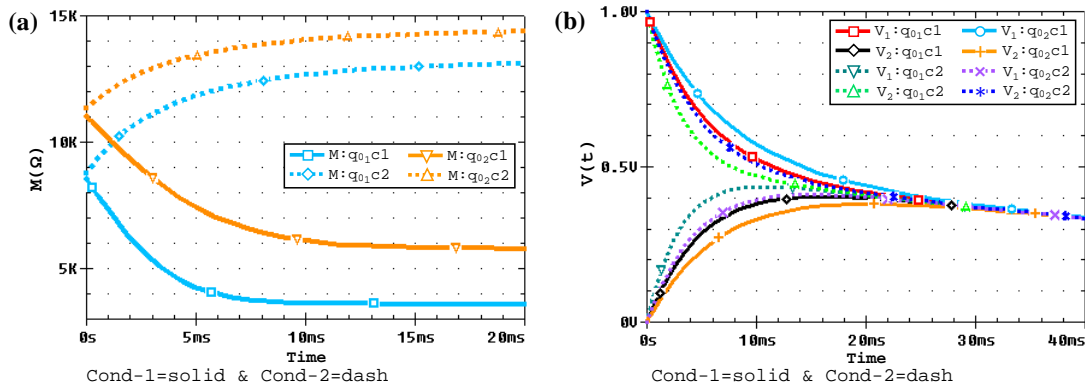 (a)
15K
10K
5K
M(Ω)
M:q₀₁c1
M:q₀₂c1
M:q₀₁c2
M:q₀₂c2
0s
5ms
10ms
15ms
20ms
Time
Cond-1=solid & Cond-2=dash
(b)
1.0V
0.5V
0V
V(t)
V₁:q₀₁c1
V₁:q₀₂c1
V₂:q₀₁c1
V₂:q₀₂c1
V₁:q₀₁c2
V₁:q₀₂c2
V₂:q₀₁c2
V₂:q₀₂c2
0s
10ms
20ms
30ms
40ms
Time
Cond-1=solid & Cond-2=dash